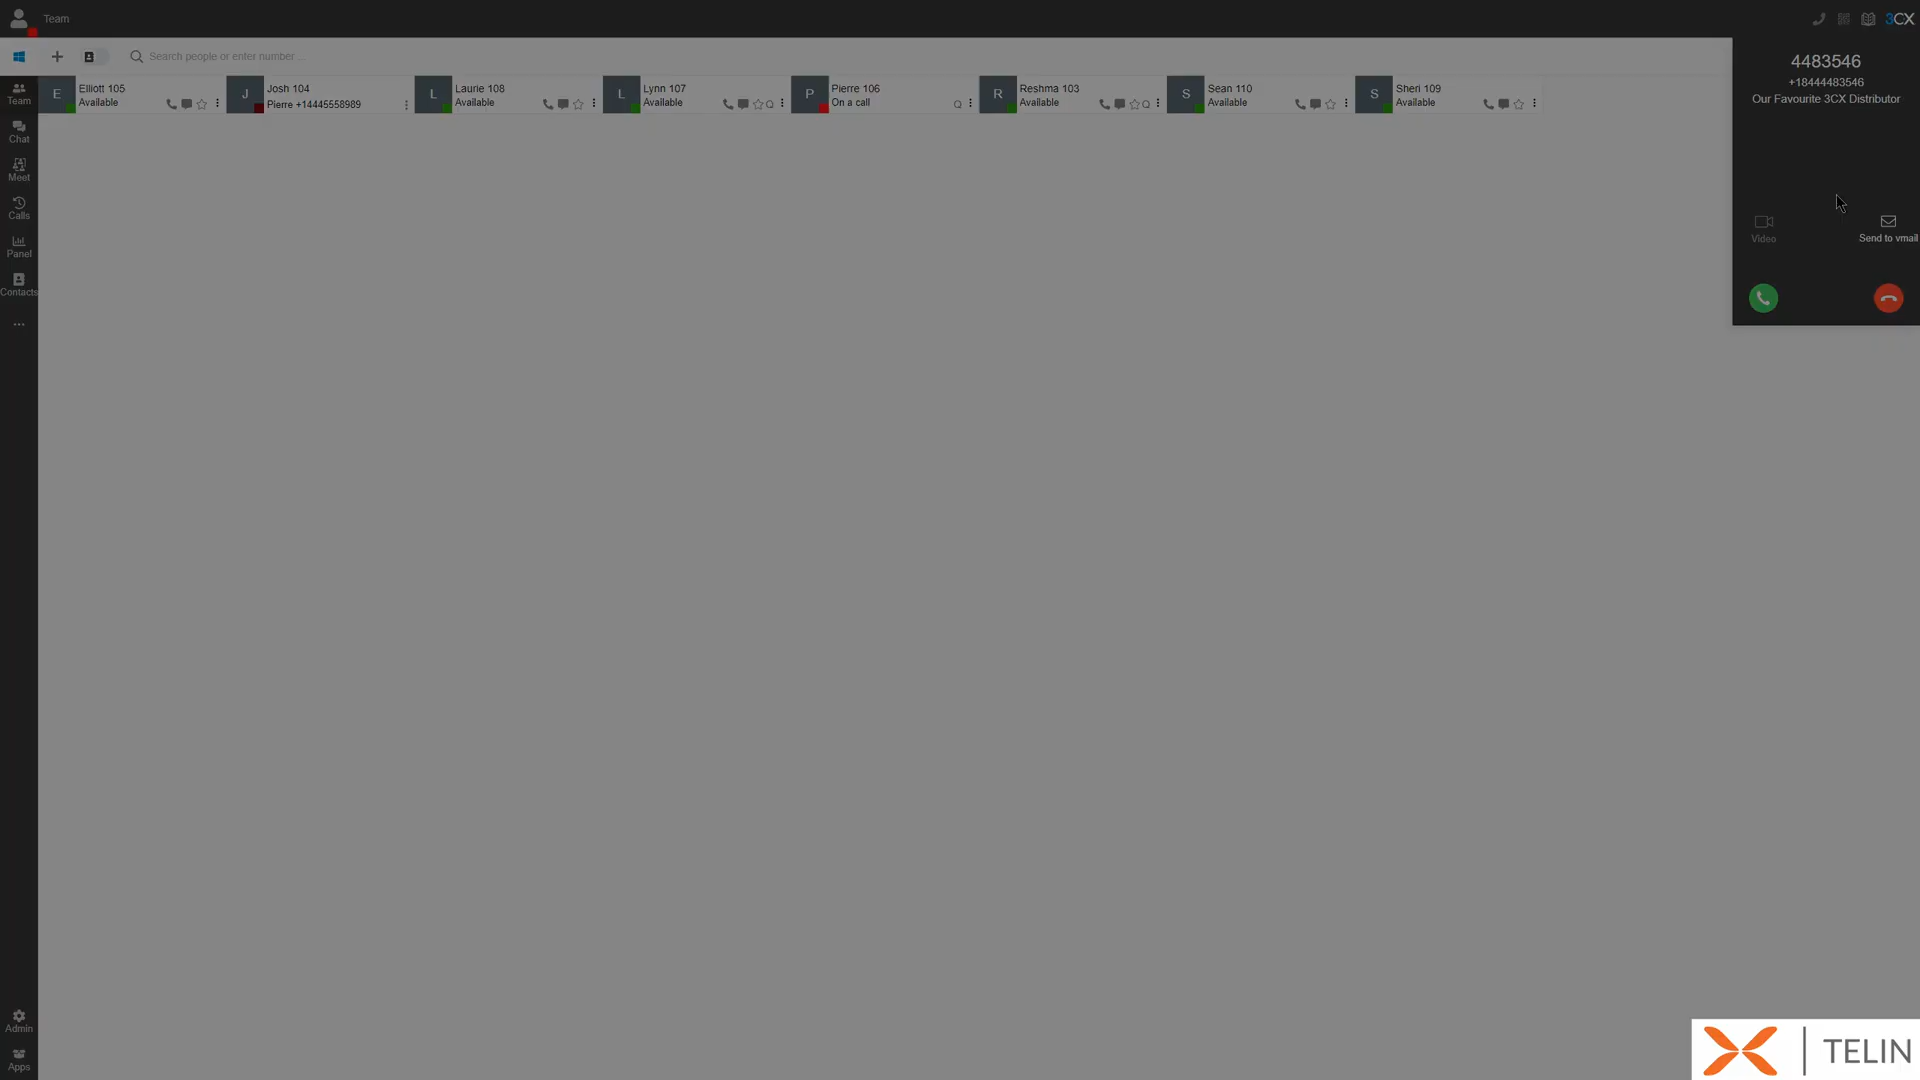 Team
3CX
Search people or enter number ...
4483546
+18444483546
Our Favourite 3CX Distributor
Video
Send to vmail
E
Elliott 105
Available
J
Josh 104
Pierre +14445558989
L
Laurie 108
Available
L
Lynn 107
Available
P
Pierre 106
On a call
R
Reshma 103
Available
S
Sean 110
Available
S
Sheri 109
Available
Team
Chat
Meet
Calls
Panel
Contacts
Admin
Apps
TELIN